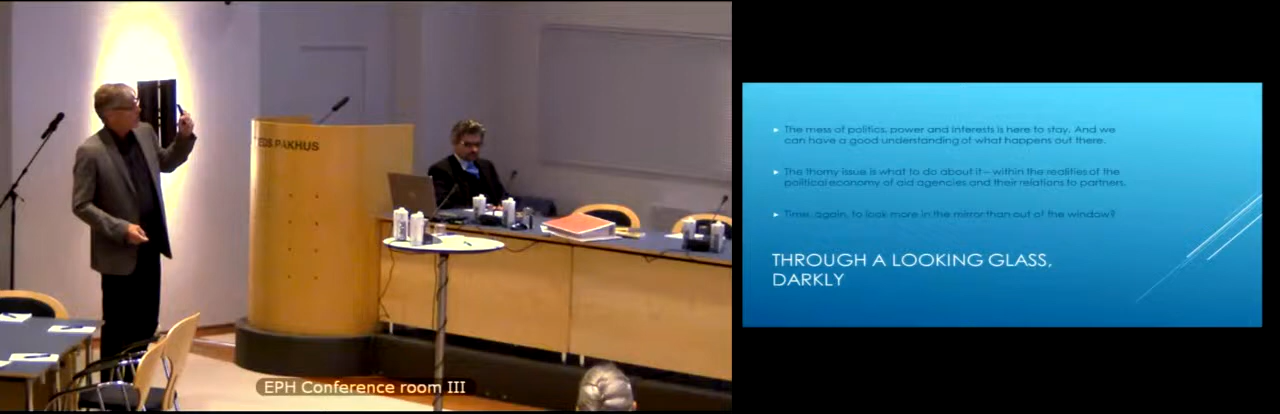 PAKHUS
EPH Conference room III
The mess of politics, power and interests is here to stay. And we
can have a good understanding of what happens out there.
The thorny issue is what to do about it – within the realities of the
political economy of aid agencies and their relations to partners.
Time, again, to look more in the mirror than out of the window?
THROUGH A LOOKING GLASS,
DARKLY